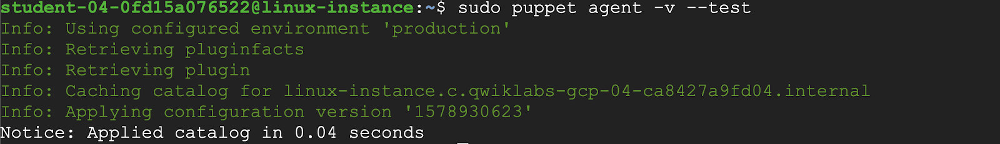 student-04-0fd15a076522@linux-instance:~$ sudo puppet agent -v --test
Info: Using configured environment 'production'
Info: Retrieving pluginfacts
Info: Retrieving plugin
Info: Caching catalog for linux-instance.c.qwiklabs-gcp-04-ca8427a9fd04.internal
Info: Applying configuration version '1578930623'
Notice: Applied catalog in 0.04 seconds